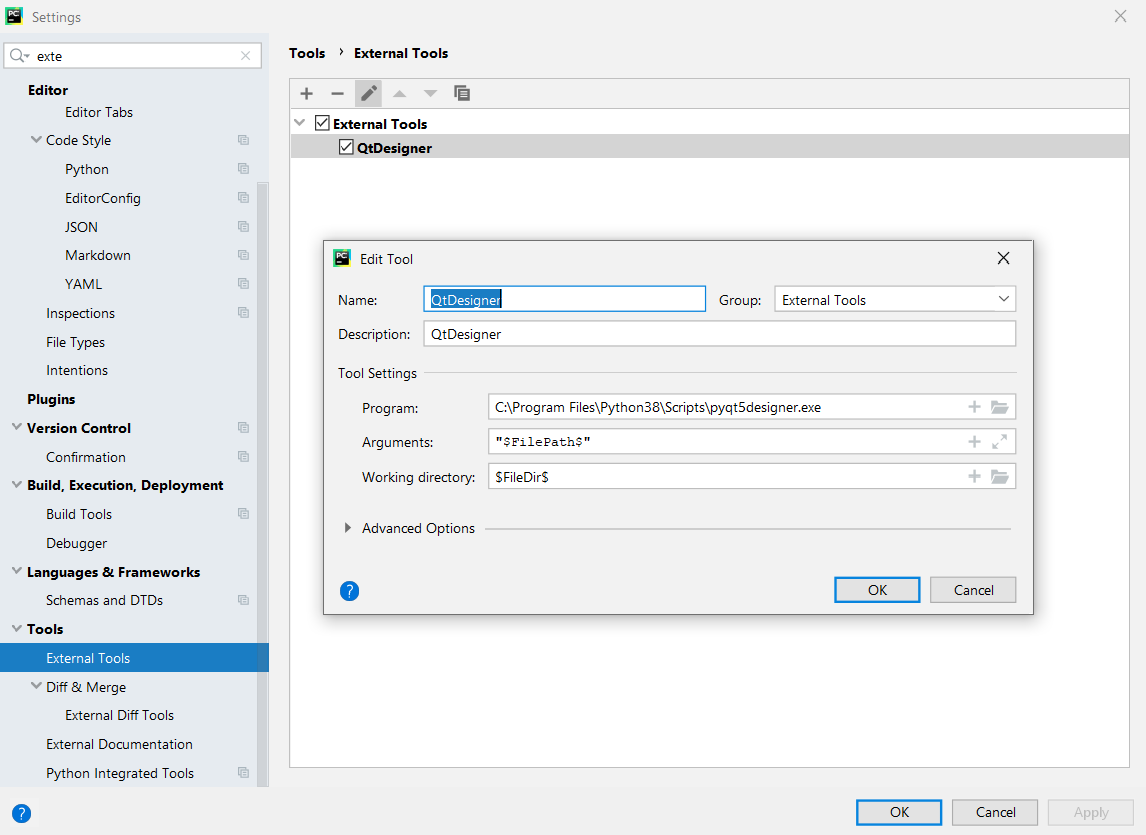 Settings
exte
Editor
Editor Tabs
Code Style
Python
EditorConfig
JSON
Markdown
YAML
Inspections
File Types
Intentions
Plugins
Version Control
Confirmation
Build, Execution, Deployment
Build Tools
Debugger
Languages & Frameworks
Schemas and DTDs
Tools
External Tools
Diff & Merge
External Diff Tools
External Documentation
Python Integrated Tools
?
Tools › External Tools
External Tools
QtDesigner
PC Edit Tool
Name: QtDesigner Group: External Tools
Description: QtDesigner
Tool Settings
Program: C:\Program Files\Python38\Scripts\pyqt5designer.exe
Arguments: "$FilePath$"
Working directory: $FileDir$
Advanced Options
? OK Cancel
OK Cancel Apply